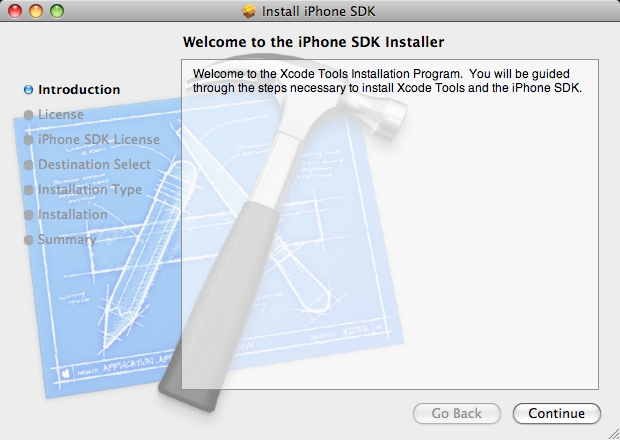 Install iPhone SDK
Welcome to the iPhone SDK Installer
Introduction
License
iPhone SDK License
Destination Select
Installation Type
Installation
Summary
Welcome to the Xcode Tools Installation Program.  You will be guided
through the steps necessary to install Xcode Tools and the iPhone SDK.
Go Back
Continue